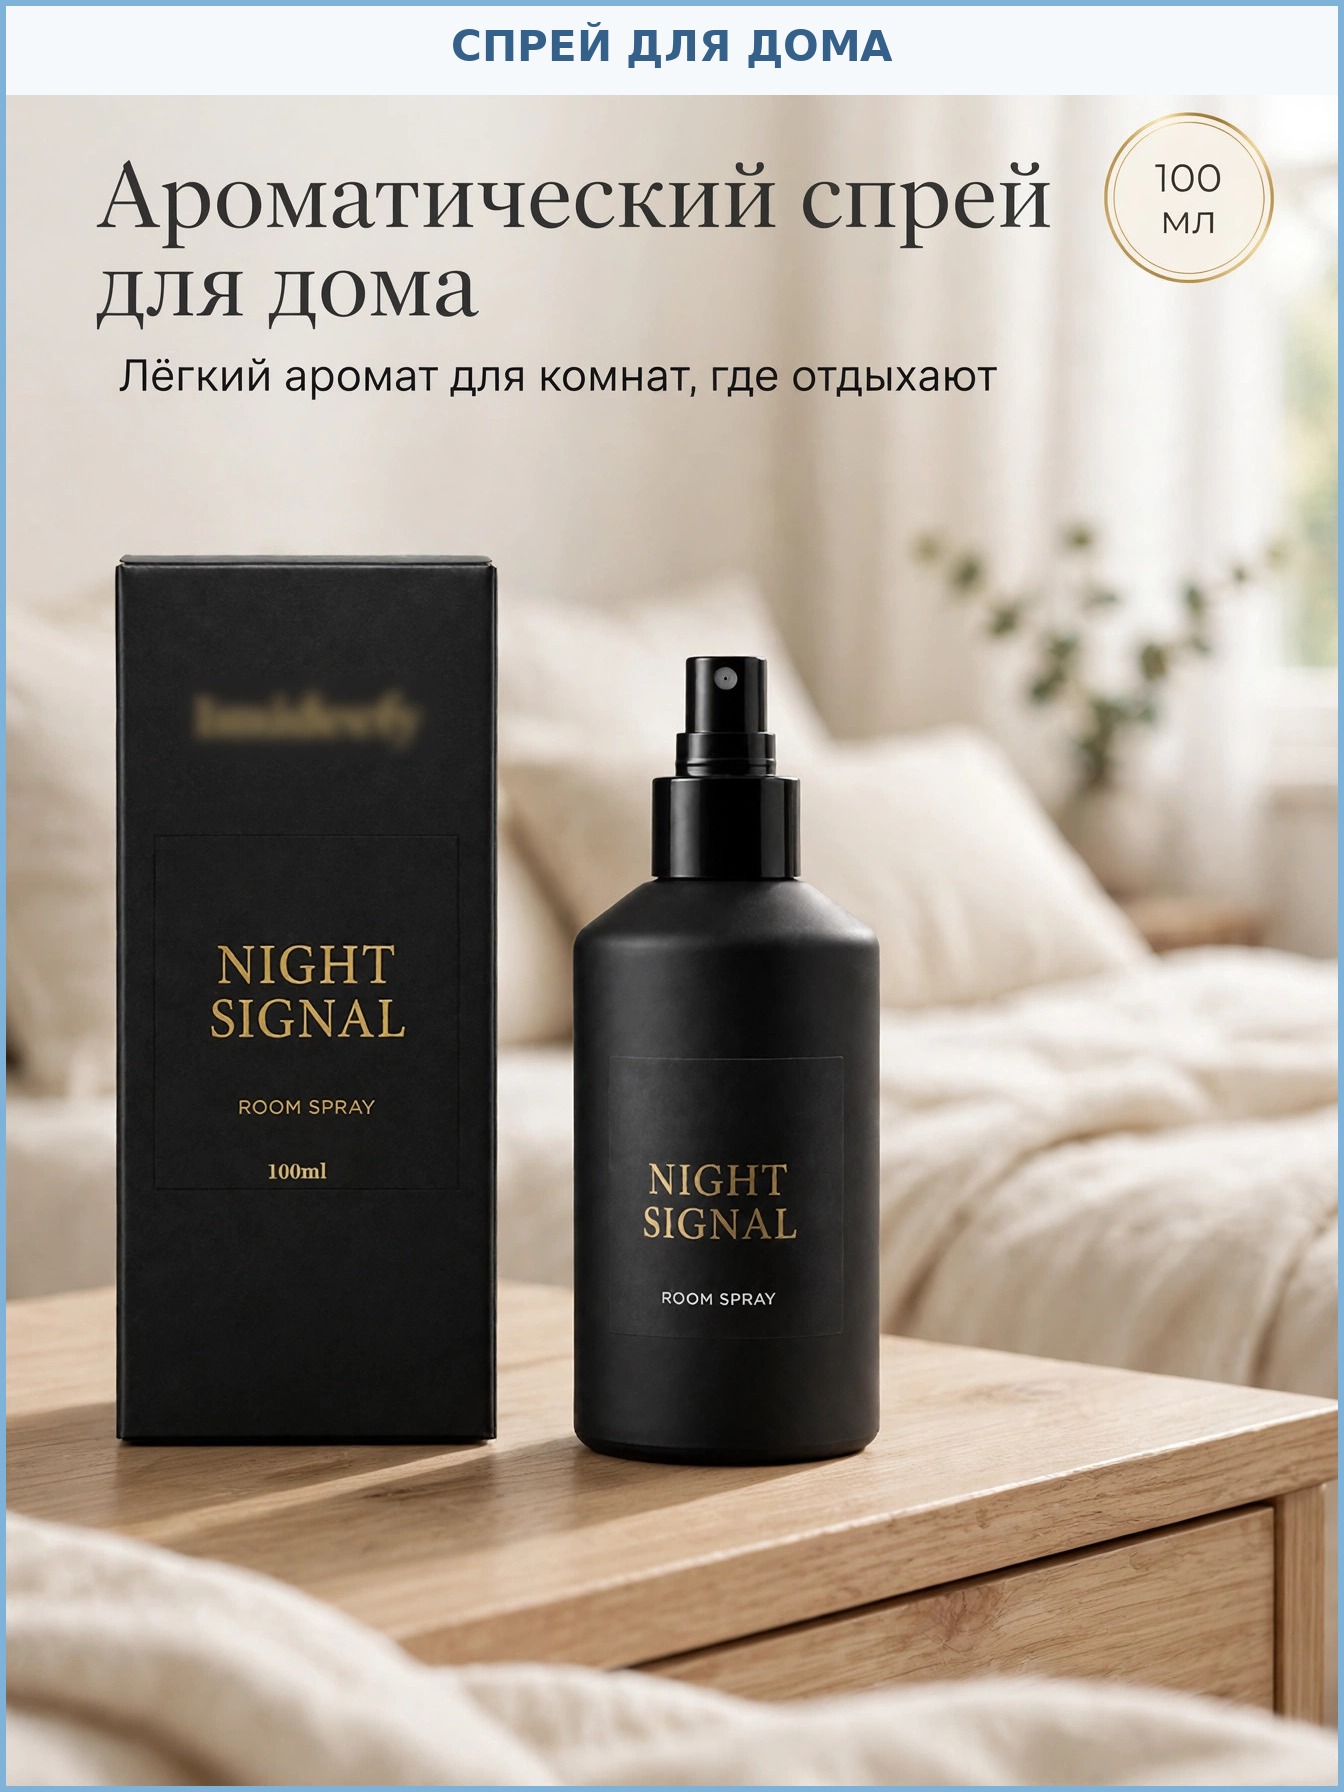 СПРЕЙ ДЛЯ ДОМА
Ароматический спрей
для дома
100
мл
Лёгкий аромат для комнат, где отдыхают
NIGHT
SIGNAL
ROOM SPRAY
100ml
NIGHT
SIGNAL
ROOM SPRAY